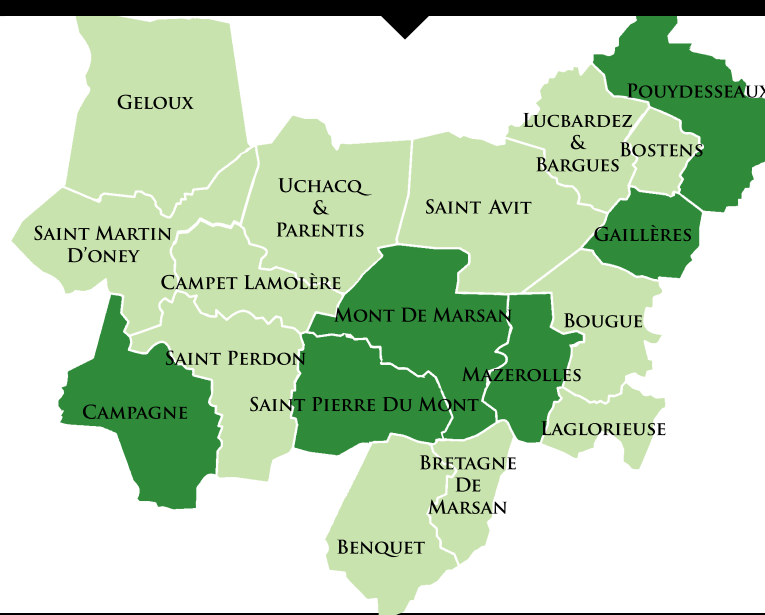 Pouydesseaux
Geloux
Lucbardez
&
Bargues
Bostens
Uchacq
&
Parentis
Saint Avit
Saint Martin
D'oney
Gaillères
Campet Lamolère
Mont De Marsan
Bougue
Saint Perdon
Mazerolles
Saint Pierre Du Mont
Campagne
Laglorieuse
Bretagne
De
Marsan
Benquet